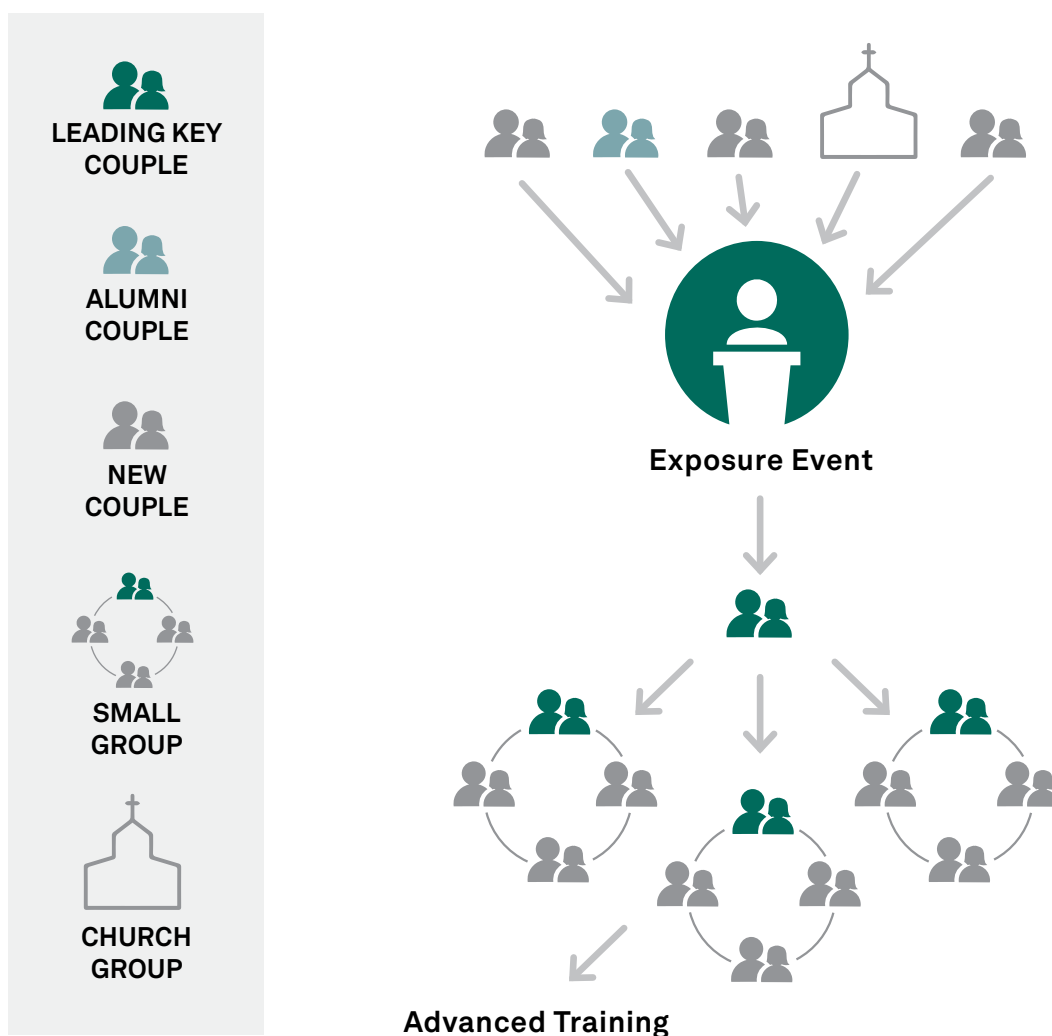 LEADING KEY
COUPLE
ALUMNI
COUPLE
NEW
COUPLE
SMALL
GROUP
CHURCH
GROUP
Exposure Event
Advanced Training